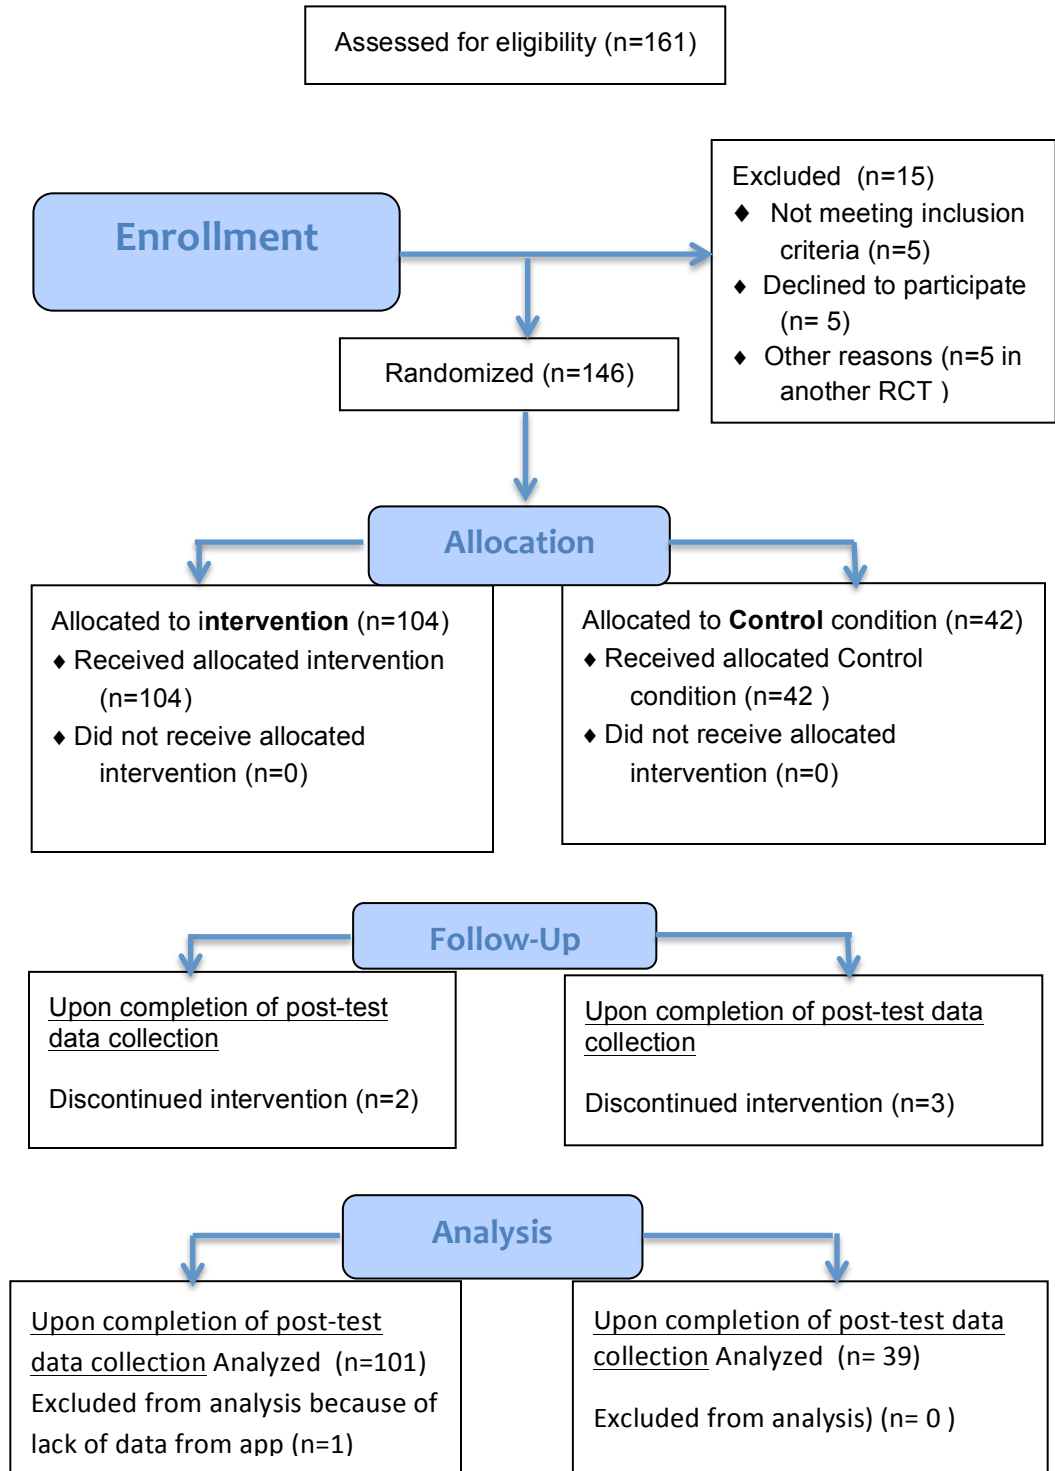 Assessed for eligibility (n=161)
Excluded  (n=15)
♦ Not meeting inclusion
criteria (n=5)
♦ Declined to participate
(n= 5)
♦ Other reasons (n=5 in
another RCT )
Enrollment
Randomized (n=146)
Allocation
Allocated to intervention (n=104)
♦ Received allocated intervention
(n=104)
♦ Did not receive allocated
intervention (n=0)
Allocated to Control condition (n=42)
♦ Received allocated Control
condition (n=42 )
♦ Did not receive allocated
intervention (n=0)
Follow-Up
Upon completion of post-test
data collection
Discontinued intervention (n=2)
Upon completion of post-test data
collection
Discontinued intervention (n=3)
Analysis
Upon completion of post-test
data collection Analyzed  (n=101)
Excluded from analysis because of
lack of data from app (n=1)
Upon completion of post-test data
collection Analyzed  (n= 39)
Excluded from analysis) (n= 0 )